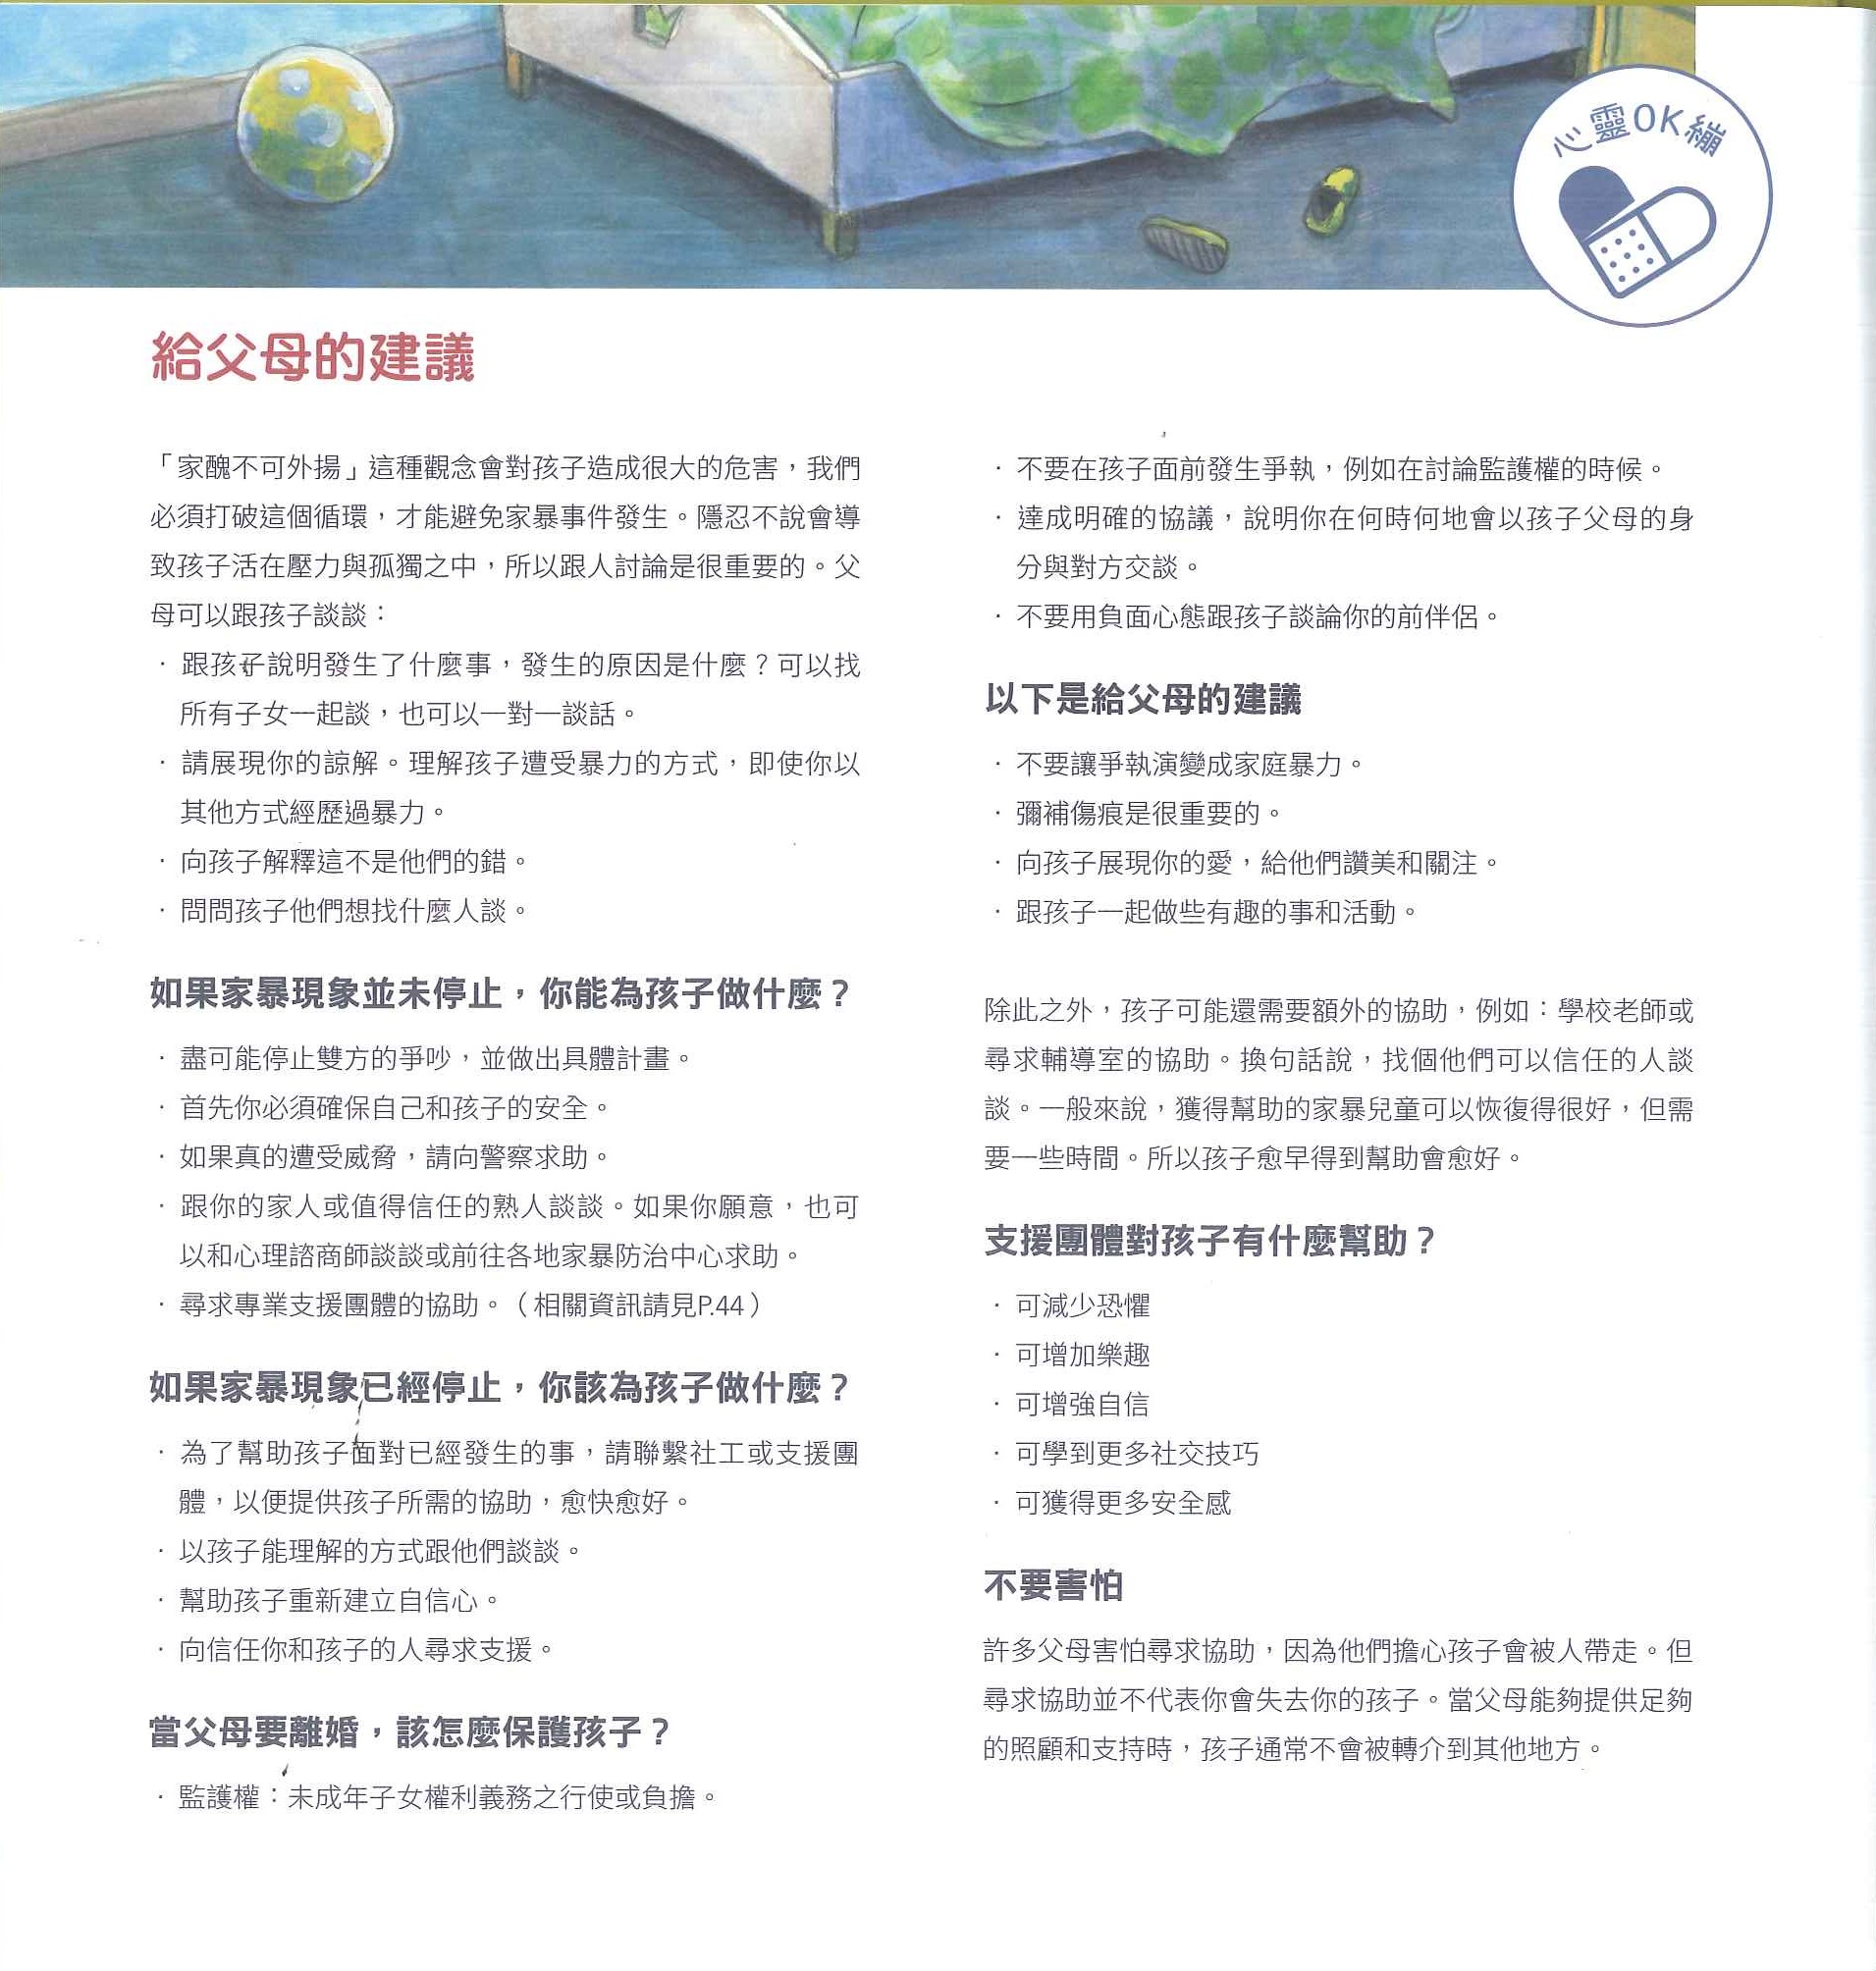 心靈OK繃
給父母的建議
「家醜不可外揚」這種觀念會對孩子造成很大的危害，我們
必須打破這個循環，才能避免家暴事件發生。隱忍不說會導
致孩子活在壓力與孤獨之中，所以跟人討論是很重要的。父
母可以跟孩子談談：
· 跟孩子說明發生了什麼事，發生的原因是什麼？可以找
所有子女一起談，也可以一對一談話。
· 請展現你的諒解。理解孩子遭受暴力的方式，即使你以
其他方式經歷過暴力。
· 向孩子解釋這不是他們的錯。
· 問問孩子他們想找什麼人談。
如果家暴現象並未停止，你能為孩子做什麼？
· 盡可能停止雙方的爭吵，並做出具體計畫。
· 首先你必須確保自己和孩子的安全。
· 如果真的遭受威脅，請向警察求助。
· 跟你的家人或值得信任的熟人談談。如果你願意，也可
以和心理諮商師談談或前往各地家暴防治中心求助。
· 尋求專業支援團體的協助。（相關資訊請見P.44）
如果家暴現象已經停止，你該為孩子做什麼？
· 為了幫助孩子面對已經發生的事，請聯繫社工或支援團
體，以便提供孩子所需的協助，愈快愈好。
· 以孩子能理解的方式跟他們談談。
· 幫助孩子重新建立自信心。
· 向信任你和孩子的人尋求支援。
當父母要離婚，該怎麼保護孩子？
· 監護權：未成年子女權利義務之行使或負擔。
· 不要在孩子面前發生爭執，例如在討論監護權的時候。
· 達成明確的協議，說明你在何時何地會以孩子父母的身
分與對方交談。
· 不要用負面心態跟孩子談論你的前伴侶。
以下是給父母的建議
· 不要讓爭執演變成家庭暴力。
· 彌補傷痕是很重要的。
· 向孩子展現你的愛，給他們讚美和關注。
· 跟孩子一起做些有趣的事和活動。
除此之外，孩子可能還需要額外的協助，例如：學校老師或
尋求輔導室的協助。換句話說，找個他們可以信任的人談
談。一般來說，獲得幫助的家暴兒童可以恢復得很好，但需
要一些時間。所以孩子愈早得到幫助會愈好。
支援團體對孩子有什麼幫助？
· 可減少恐懼
· 可增加樂趣
· 可增強自信
· 可學到更多社交技巧
· 可獲得更多安全感
不要害怕
許多父母害怕尋求協助，因為他們擔心孩子會被人帶走。但
尋求協助並不代表你會失去你的孩子。當父母能夠提供足夠
的照顧和支持時，孩子通常不會被轉介到其他地方。